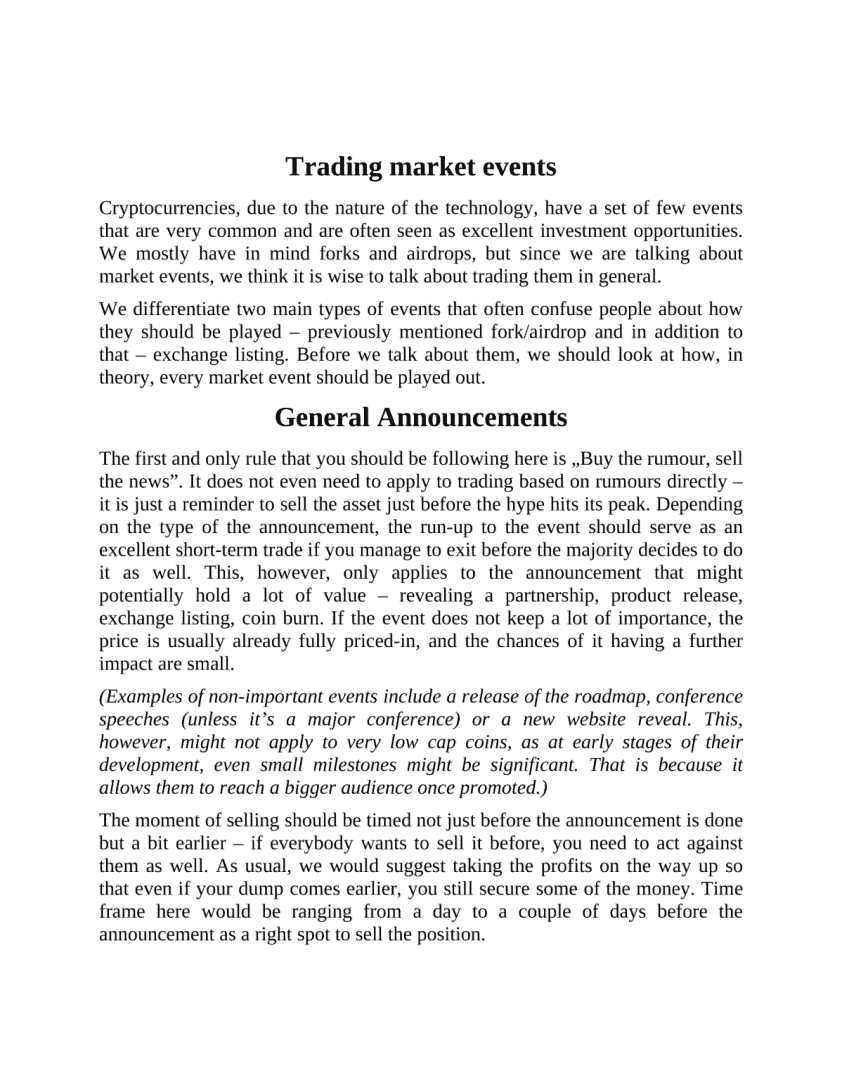 Trading market events
Cryptocurrencies, due to the nature of the technology, have a set of few events
that are very common and are often seen as excellent investment opportunities.
We mostly have in mind forks and airdrops, but since we are talking about
market events, we think it is wise to talk about trading them in general.
We differentiate two main types of events that often confuse people about how
they should be played – previously mentioned fork/airdrop and in addition to
that – exchange listing. Before we talk about them, we should look at how, in
theory, every market event should be played out.
General Announcements
The first and only rule that you should be following here is „Buy the rumour, sell
the news”. It does not even need to apply to trading based on rumours directly –
it is just a reminder to sell the asset just before the hype hits its peak. Depending
on the type of the announcement, the run-up to the event should serve as an
excellent short-term trade if you manage to exit before the majority decides to do
it as well. This, however, only applies to the announcement that might
potentially hold a lot of value – revealing a partnership, product release,
exchange listing, coin burn. If the event does not keep a lot of importance, the
price is usually already fully priced-in, and the chances of it having a further
impact are small.
(Examples of non-important events include a release of the roadmap, conference
speeches (unless it’s a major conference) or a new website reveal. This,
however, might not apply to very low cap coins, as at early stages of their
development, even small milestones might be significant. That is because it
allows them to reach a bigger audience once promoted.)
The moment of selling should be timed not just before the announcement is done
but a bit earlier – if everybody wants to sell it before, you need to act against
them as well. As usual, we would suggest taking the profits on the way up so
that even if your dump comes earlier, you still secure some of the money. Time
frame here would be ranging from a day to a couple of days before the
announcement as a right spot to sell the position.